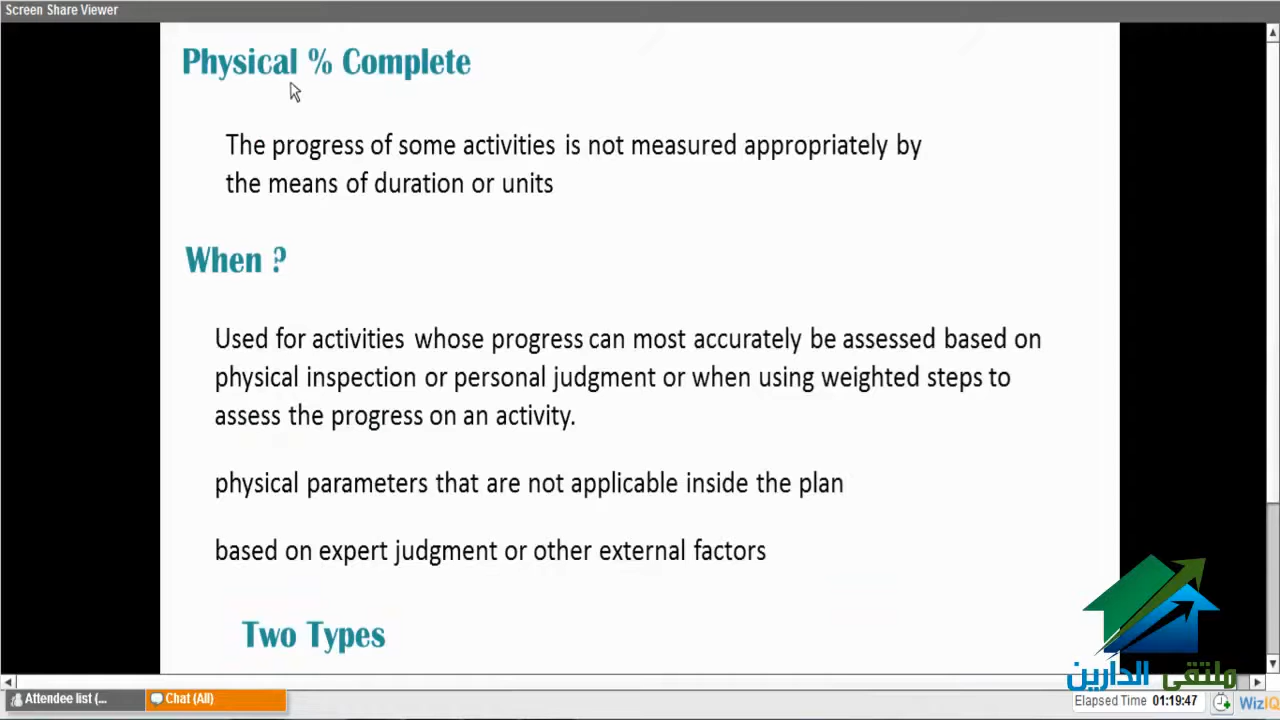 Screen Share Viewer
Physical % Complete
The progress of some activities is not measured appropriately by
the means of duration or units
When ?
Used for activities whose progress can most accurately be assessed based on
physical inspection or personal judgment or when using weighted steps to
assess the progress on an activity.
physical parameters that are not applicable inside the plan
based on expert judgment or other external factors
Two Types
ملتقى الدارين
Attendee list (...
Chat (All)
Elapsed Time 01:19:47
WizIQ